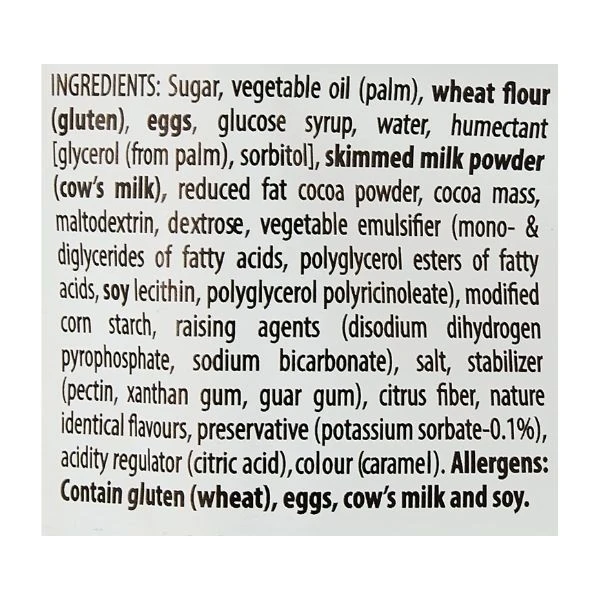 INGREDIENTS: Sugar, vegetable oil (palm), wheat flour
(gluten), eggs, glucose syrup, water, humectant
[glycerol (from palm), sorbitol], skimmed milk powder
(cow's milk), reduced fat cocoa powder, cocoa mass,
maltodextrin, dextrose, vegetable emulsifier (mono- &
diglycerides of fatty acids, polyglycerol esters of fatty
acids, soy lecithin, polyglycerol polyricinoleate), modified
corn starch, raising agents (disodium dihydrogen
pyrophosphate, sodium bicarbonate), salt, stabilizer
(pectin, xanthan gum, guar gum), citrus fiber, nature
identical flavours, preservative (potassium sorbate-0.1%),
acidity regulator (citric acid), colour (caramel). Allergens:
Contain gluten (wheat), eggs, cow's milk and soy.